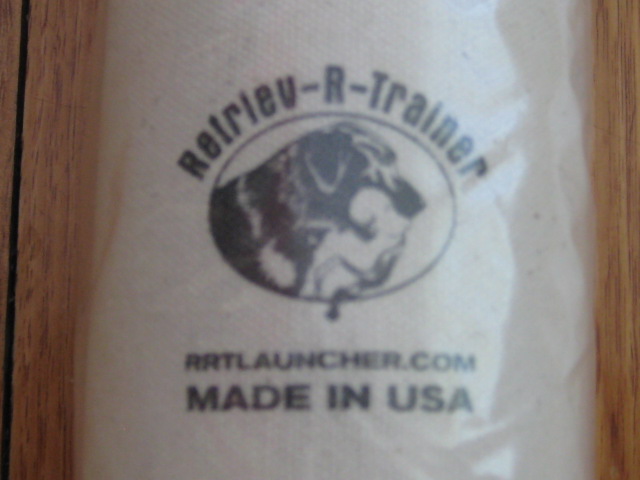 Retriev-R-Trainer
RRTLAUNCHER.COM
MADE IN USA